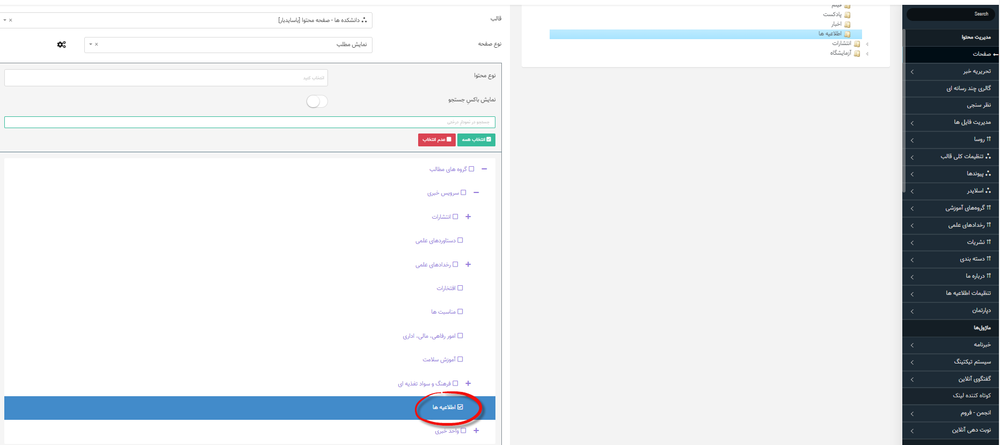 Search
مدیریت محتوا
صفحات
تحریریه خبر
گالری چند رسانه ای
نظر سنجی
مدیریت فایل ها
روسا
تنظیمات کلی قالب
پیوندها
اسلایدر
گروه‌های آموزشی
رخدادهای علمی
نشریات
دسته بندی
درباره ما
تنظیمات اطلاعیه ها
دپارتمان
ماژول‌ها
خبرنامه
سیستم تیکتینگ
گفتگوی آنلاین
کوتاه کننده لینک
انجمن - فروم
نوبت دهی آنلاین
فیلم
پادکست
اخبار
اطلاعیه ها
انتشارات
آزمایشگاه
قالب
دانشکده ها - صفحه محتوا [باسایدبار]
نوع صفحه
نمایش مطلب
نوع محتوا
انتخاب کنید
نمایش باکس جستجو
جستجو در نمودار درختی
انتخاب همه
عدم انتخاب
گروه های مطالب
سرویس خبری
انتشارات
دستاوردهای علمی
رخدادهای علمی
افتخارات
مناسبت ها
امور رفاهی، مالی، اداری
آموزش سلامت
فرهنگ و سواد تغذیه ای
اطلاعیه ها
واحد خبری